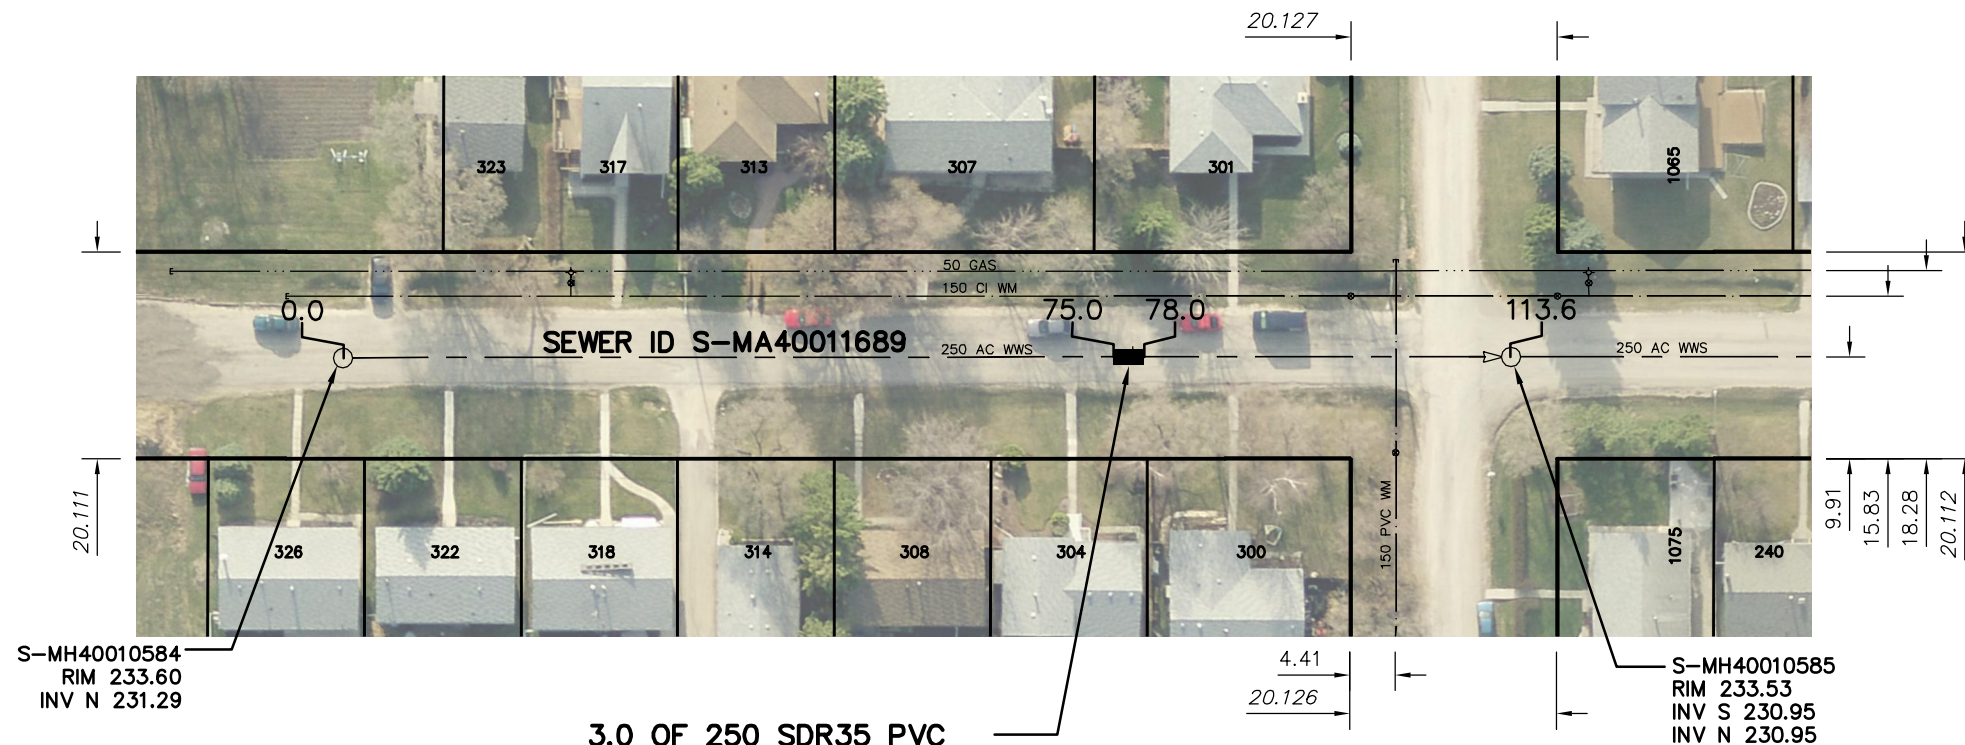 20.127
323
317
313
307
301
1065
50 GAS
150 CI WM
0.0
75.0
78.0
113.6
SEWER ID S-MA40011689
250 AC WWS
250 AC WWS
20.111
150 PVC WM
9.91
15.83
18.28
20.112
326
322
318
314
308
304
300
1075
240
S-MH40010584
RIM 233.60
INV N 231.29
4.41
20.126
S-MH40010585
RIM 233.53
INV S 230.95
INV N 230.95
3.0 OF 250 SDR35 PVC